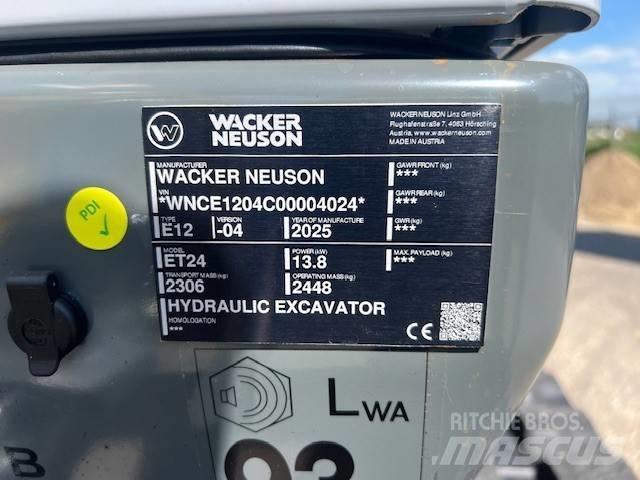 WACKER NEUSON
WACKER NEUSON Linz GmbH
Flughafenstraße 7, 4063 Hörsching
Austria, www.wackerneuson.com
MADE IN AUSTRIA
MANUFACTURER
WACKER NEUSON
VIN
*WNCE1204C00004024*
TYPE VERSION YEAR OF MANUFACTURE
E12 -04 2025
MODEL POWER (kW)
ET24 13.8
TRANSPORT MASS (kg) OPERATING MASS (kg)
2306 2448
HYDRAULIC EXCAVATOR
HOMOLOGATION
***
GAWR FRONT (kg)
***
GAWR REAR (kg)
***
GWR (kg)
***
MAX. PAYLOAD (kg)
***
CE
PDI
LWA
93
B
RITCHIE BROS.
MASCUS